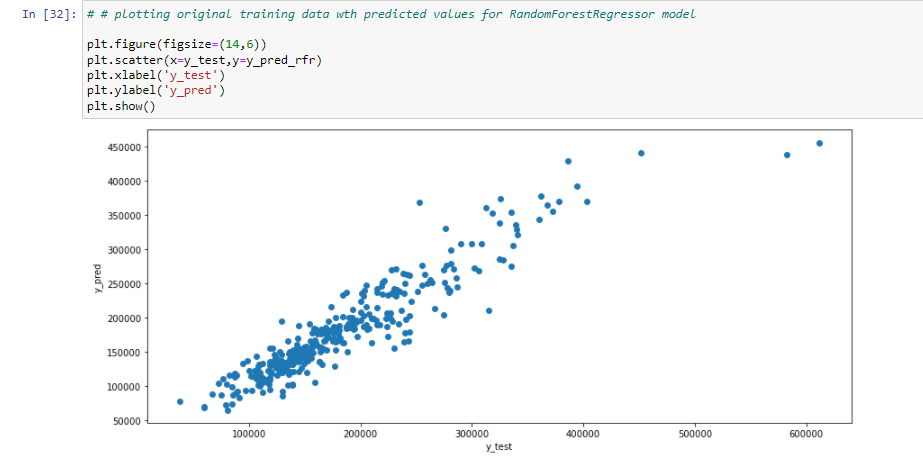 In [32]: # # plotting original training data wth predicted values for RandomForestRegressor model
plt.figure(figsize=(14,6))
plt.scatter(x=y_test,y=y_pred_rfr)
plt.xlabel('y_test')
plt.ylabel('y_pred')
plt.show()
450000
400000
350000
300000
250000
200000
150000
100000
50000
y_pred
100000 200000 300000 400000 500000 600000
y_test